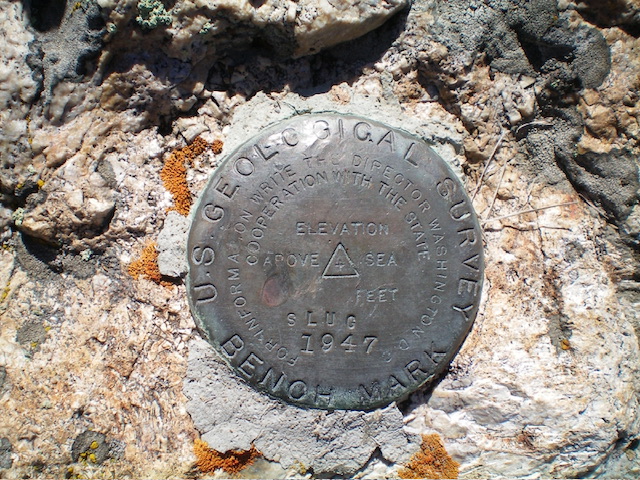 U.S. GEOLOGICAL SURVEY
FOR INFORMATION WRITE THE DIRECTOR WASHINGTON D.C.
COOPERATION WITH THE STATE
ELEVATION
ABOVE 4 SEA
FEET
SLUG
1947
BENCH MARK